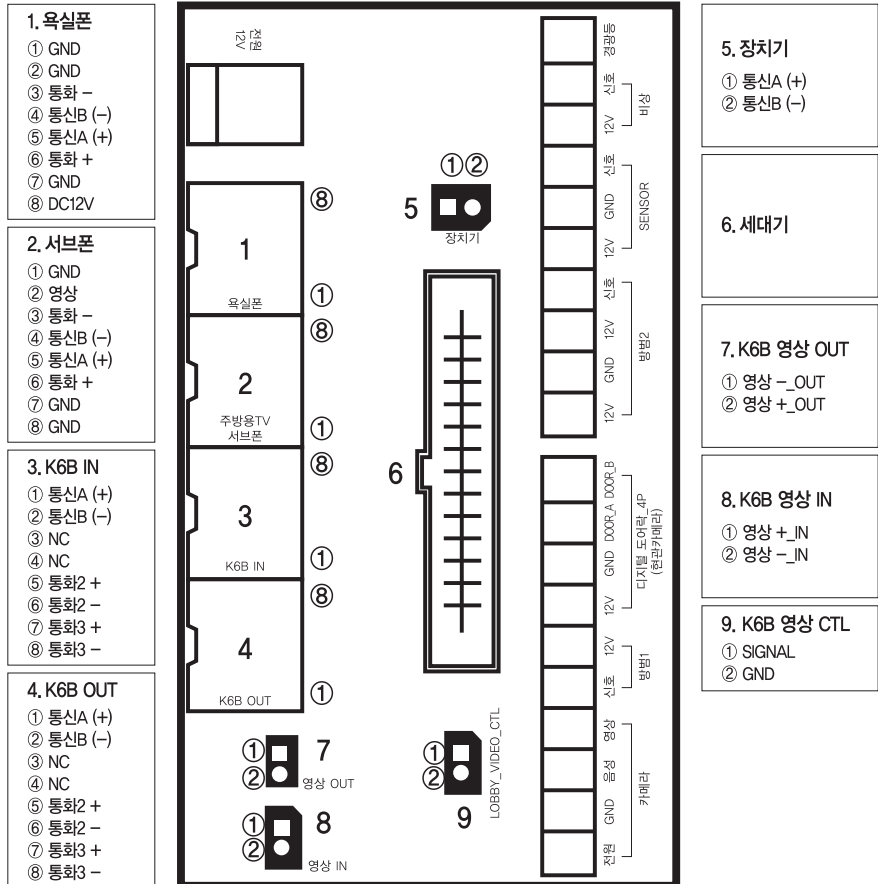 1. 욕실폰
① GND
② GND
③ 통화 −
④ 통신B (−)
⑤ 통신A (+)
⑥ 통화 +
⑦ GND
⑧ DC12V
2. 서브폰
① GND
② 영상
③ 통화 −
④ 통신B (−)
⑤ 통신A (+)
⑥ 통화 +
⑦ GND
⑧ GND
3. K6B IN
① 통신A (+)
② 통신B (−)
③ NC
④ NC
⑤ 통화2 +
⑥ 통화2 −
⑦ 통화3 +
⑧ 통화3 −
4. K6B OUT
① 통신A (+)
② 통신B (−)
③ NC
④ NC
⑤ 통화2 +
⑥ 통화2 −
⑦ 통화3 +
⑧ 통화3 −
전원
12V
⑧
1
욕실폰
①
⑧
2
주방용TV
서브폰
①
⑧
3
K6B IN
①
⑧
4
K6B OUT
①
①②
5
장치기
6
①
②
7
영상 OUT
①
②
8
영상 IN
①
②
9
LOBBY_VIDEO_CTL
경광등
신호
12V
비상
신호
GND
12V
SENSOR
신호
12V
GND
12V
방범2
DOOR_B
DOOR_A
GND
12V
디지털 도어락_4P
(현관카메라)
12V
신호
방범1
영상
음성
GND
전원
카메라
5. 장치기
① 통신A (+)
② 통신B (−)
6. 세대기
7. K6B 영상 OUT
① 영상 −_OUT
② 영상 +_OUT
8. K6B 영상 IN
① 영상 +_IN
② 영상 −_IN
9. K6B 영상 CTL
① SIGNAL
② GND